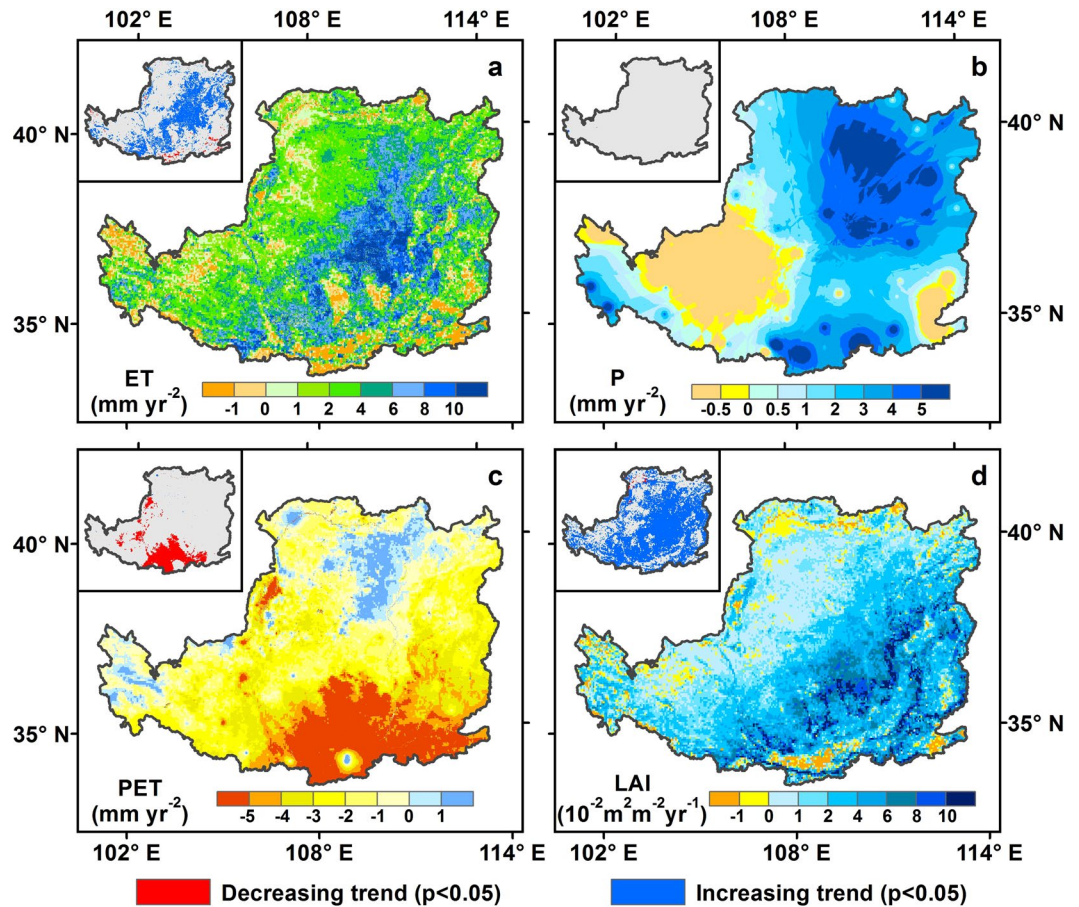 102° E 108° E 114° E 102° E 108° E 114° E
a b
40° N 40° N
35° N 35° N
ET P
(mm yr-2) -1 0 1 2 4 6 8 10 (mm yr-2) -0.5 0 0.5 1 2 3 4 5
c d
40° N 40° N
35° N 35° N
PET LAI
(mm yr-2) -5 -4 -3 -2 -1 0 1 (10-2m2m-2yr-1) -1 0 1 2 4 6 8 10
102° E 108° E 114° E 102° E 108° E 114° E
Decreasing trend (p<0.05) Increasing trend (p<0.05)